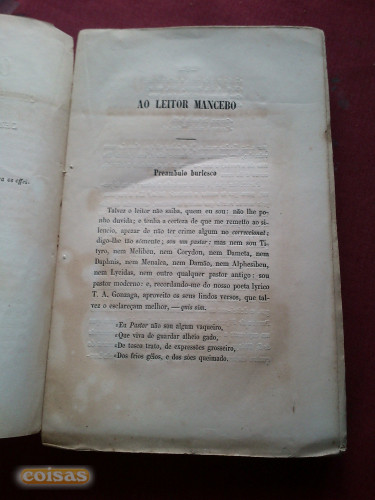 AO LEITOR MANCEBO
Preambulo burlesco
Talvez o leitor não saiba, quem eu sou: não lhe po-
nho duvida; e tenha a certeza de que me remetto ao si-
lencio, apezar de não ter crime algum no correccional;
digo-lhe tão sómente; sou um pastor: mas nem sou Ti-
tyro, nem Melibeu, nem Corydon, nem Dameta, nem
Daphnis, nem Menalca, nem Damão, nem Alphesibeu,
nem Lycidas, nem outro qualquer pastor antigo: sou
pastor moderno: e, recordando-me do nosso poeta lyrico
T. A. Gonzaga, aproveito os seus lindos versos, que tal-
vez o esclareçam melhor, —quis sim.
«Eu Pastor não sou algum vaqueiro,
«Que viva de guardar alheio gado,
«De tosco trato, de expressões grosseiro,
«Dos frios gêlos, e dos sóes queimado.
coisas